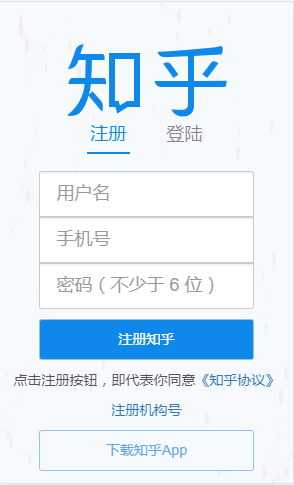 知乎
注册 登陆
用户名
手机号
密码（不少于 6 位）
注册知乎
点击注册按钮，即代表你同意《知乎协议》
注册机构号
下载知乎App